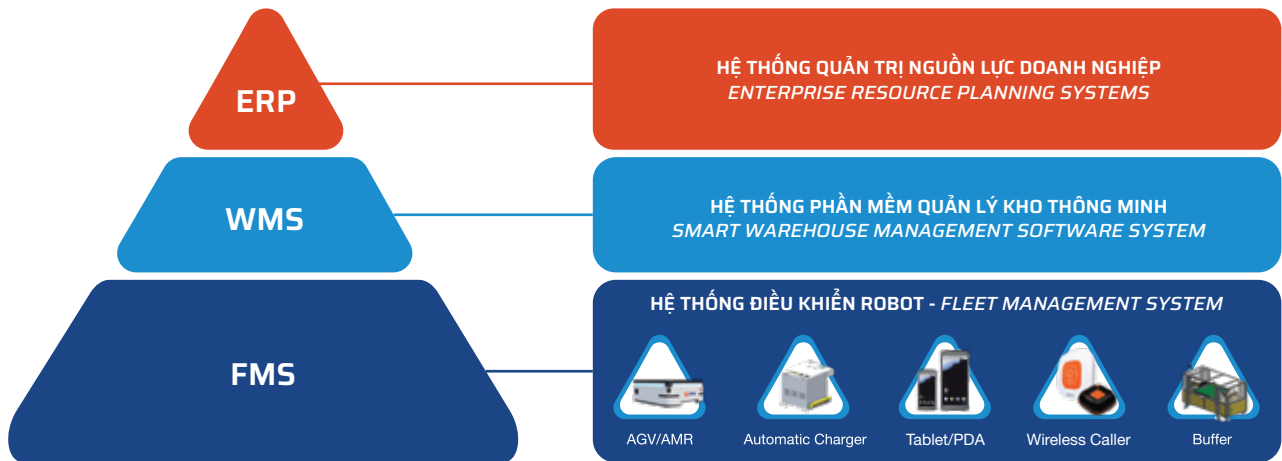 ERP
HỆ THỐNG QUẢN TRỊ NGUỒN LỰC DOANH NGHIỆP
ENTERPRISE RESOURCE PLANNING SYSTEMS
WMS
HỆ THỐNG PHẦN MỀM QUẢN LÝ KHO THÔNG MINH
SMART WAREHOUSE MANAGEMENT SOFTWARE SYSTEM
FMS
HỆ THỐNG ĐIỀU KHIỂN ROBOT - FLEET MANAGEMENT SYSTEM
AGV/AMR
Automatic Charger
Tablet/PDA
Wireless Caller
Buffer